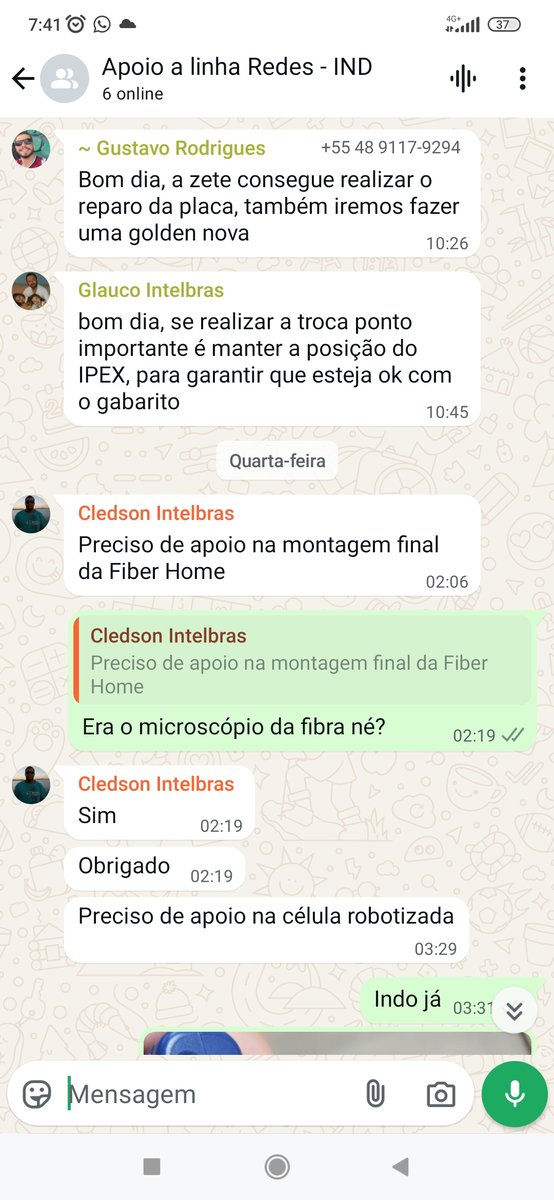 7:41
4G+
37
Apoio a linha Redes - IND
6 online
~ Gustavo Rodrigues +55 48 9117-9294
Bom dia, a zete consegue realizar o
reparo da placa, também iremos fazer
uma golden nova
10:26
Glauco Intelbras
bom dia, se realizar a troca ponto
importante é manter a posição do
IPEX, para garantir que esteja ok com
o gabarito
10:45
Quarta-feira
Cledson Intelbras
Preciso de apoio na montagem final
da Fiber Home
02:06
Cledson Intelbras
Preciso de apoio na montagem final da Fiber
Home
Era o microscópio da fibra né?
02:19
Cledson Intelbras
Sim
02:19
Obrigado
02:19
Preciso de apoio na célula robotizada
03:29
Indo já
03:31
Mensagem